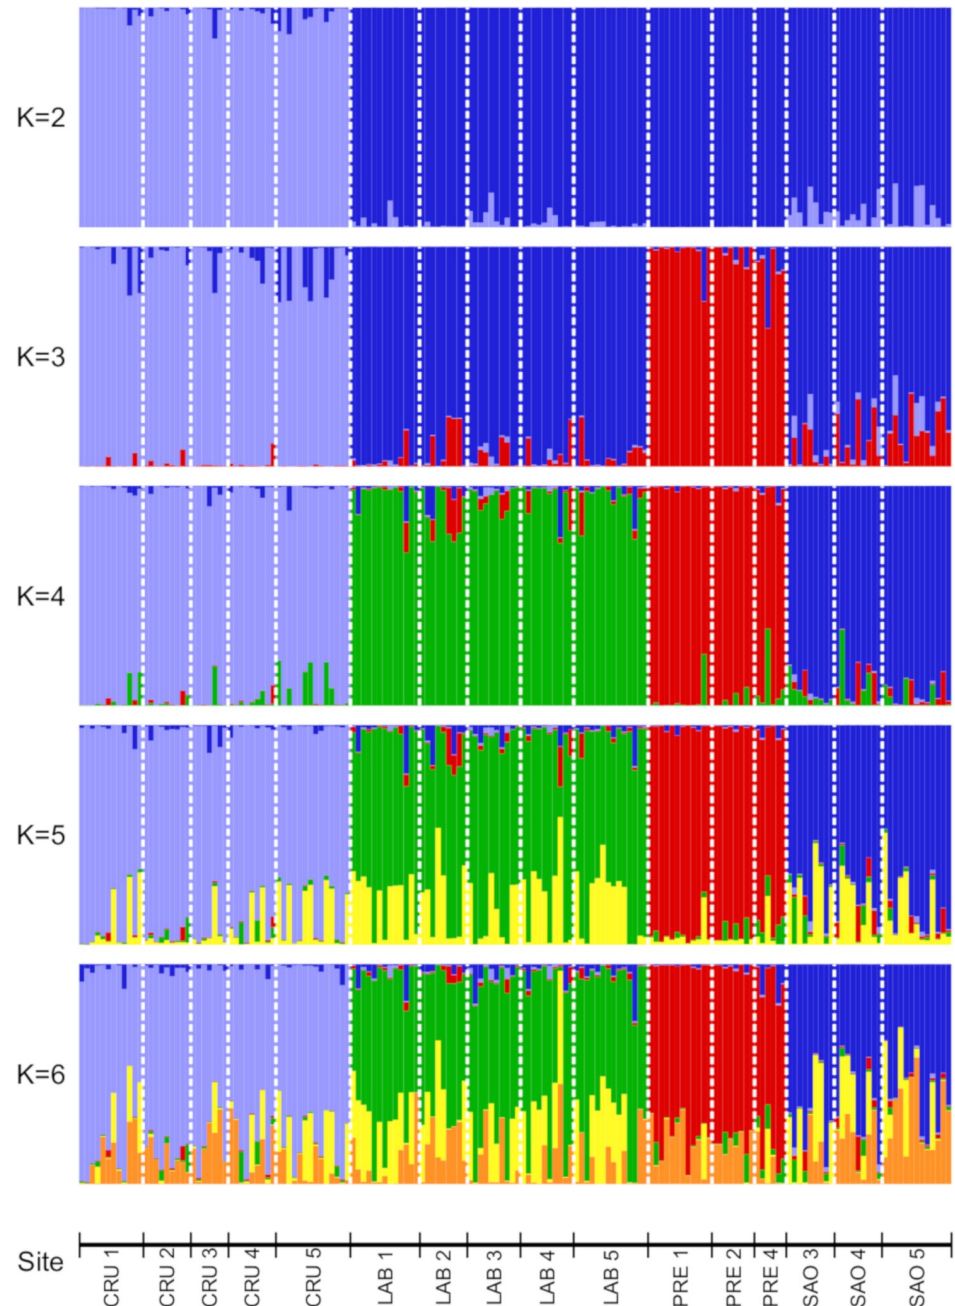 K=2
K=3
K=4
K=5
K=6
Site
CRU 1
CRU 2
CRU 3
CRU 4
CRU 5
LAB 1
LAB 2
LAB 3
LAB 4
LAB 5
PRE 1
PRE 2
PRE 4
SAO 3
SAO 4
SAO 5